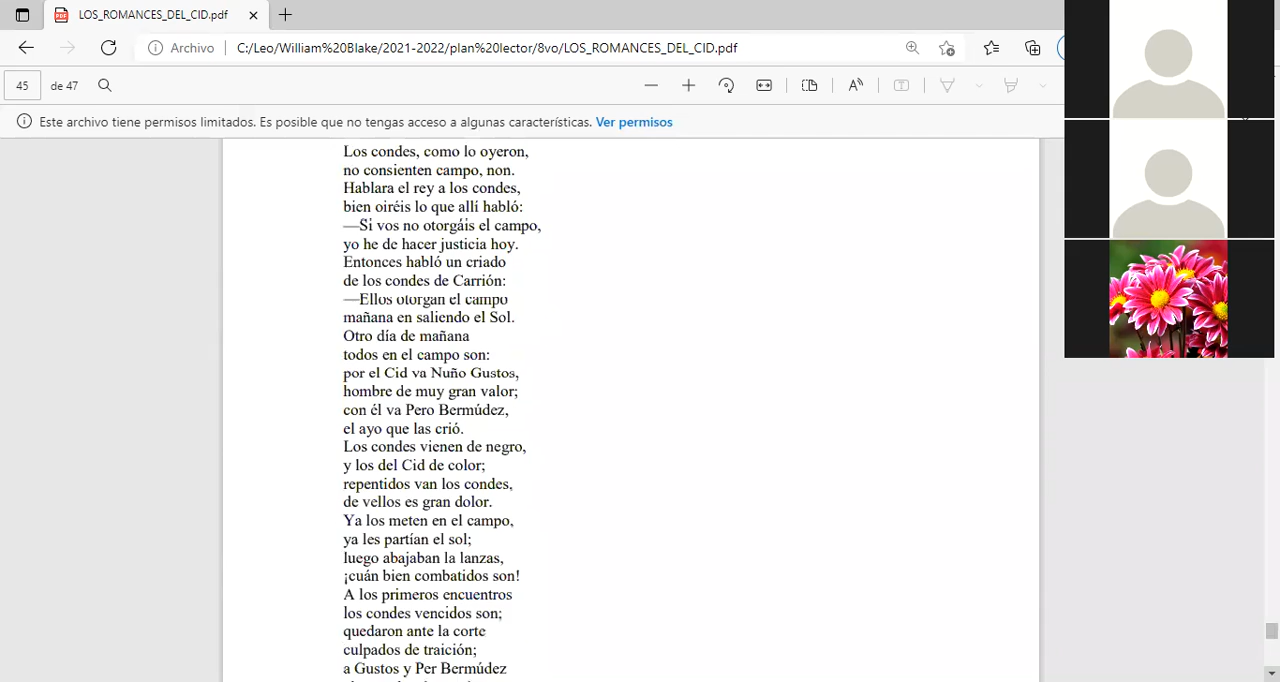 LOS_ROMANCES_DEL_CID.pdf
Archivo
C:/Leo/William%20Blake/2021-2022/plan%20lector/8vo/LOS_ROMANCES_DEL_CID.pdf
45 de 47
Este archivo tiene permisos limitados. Es posible que no tengas acceso a algunas características. Ver permisos
Los condes, como lo oyeron,
no consienten campo, non.
Hablara el rey a los condes,
bien oiréis lo que allí habló:
—Si vos no otorgáis el campo,
yo he de hacer justicia hoy.
Entonces habló un criado
de los condes de Carrión:
—Ellos otorgan el campo
mañana en saliendo el Sol.
Otro día de mañana
todos en el campo son:
por el Cid va Nuño Gustos,
hombre de muy gran valor;
con él va Pero Bermúdez,
el ayo que las crió.
Los condes vienen de negro,
y los del Cid de color;
repentidos van los condes,
de vellos es gran dolor.
Ya los meten en el campo,
ya les partían el sol;
luego abajaban la lanzas,
¡cuán bien combatidos son!
A los primeros encuentros
los condes vencidos son;
quedaron ante la corte
culpados de traición;
a Gustos y Per Bermúdez